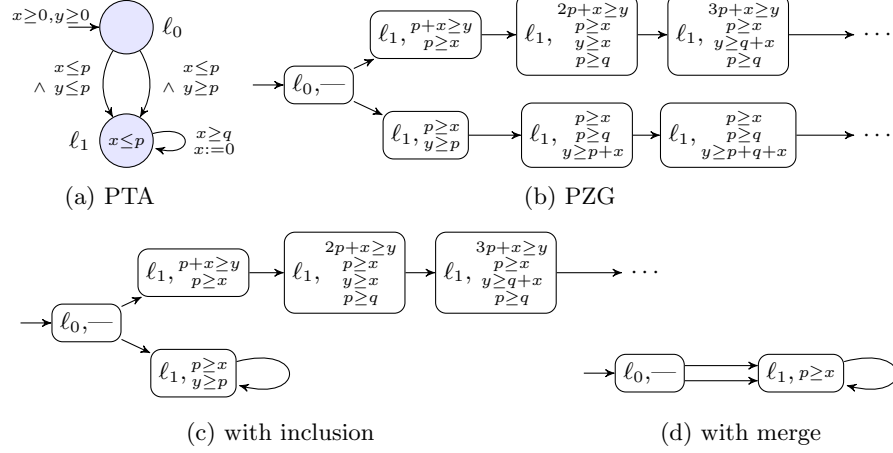 x≥0,y≥0
ℓ₀
x≤p
∧ y≤p
x≤p
∧ y≥p
ℓ₁
x≤p
x≥q
x:=0
(a) PTA
ℓ₀,—
ℓ₁, p+x≥y
p≥x
ℓ₁, 2p+x≥y
p≥x
y≥x
p≥q
ℓ₁, 3p+x≥y
p≥x
y≥q+x
p≥q
···
ℓ₁, p≥x
y≥p
ℓ₁, p≥x
p≥q
y≥p+x
ℓ₁, p≥x
p≥q
y≥p+q+x
···
(b) PZG
ℓ₀,—
ℓ₁, p+x≥y
p≥x
ℓ₁, 2p+x≥y
p≥x
y≥x
p≥q
ℓ₁, 3p+x≥y
p≥x
y≥q+x
p≥q
···
ℓ₁, p≥x
y≥p
(c) with inclusion
ℓ₀,—
ℓ₁, p≥x
(d) with merge